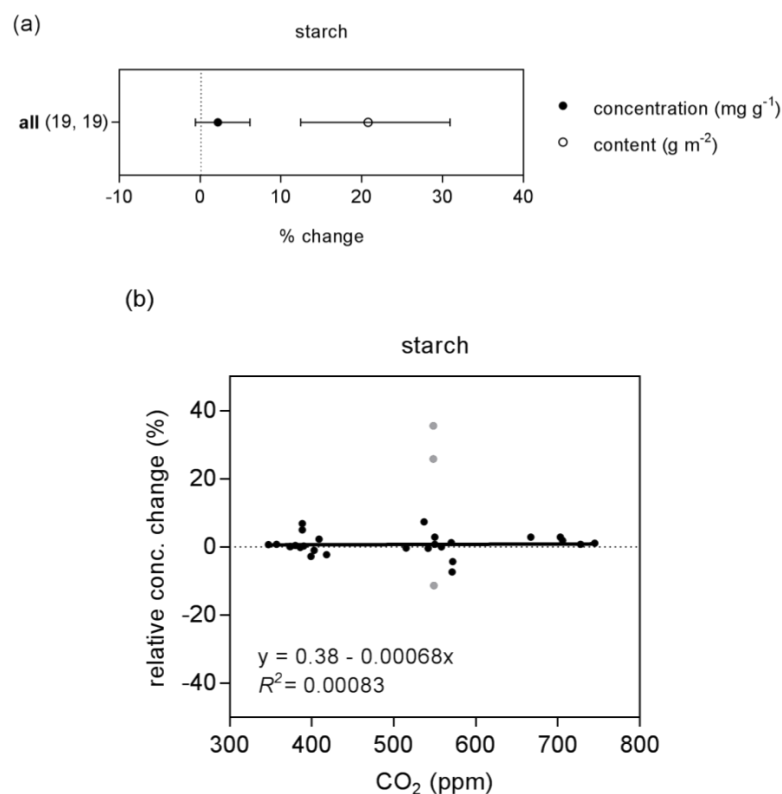 (a)
starch
all (19, 19)
-10 0 10 20 30 40
% change
concentration (mg g⁻¹)
content (g m⁻²)
(b)
starch
relative conc. change (%)
40
20
0
-20
-40
y = 0.38 - 0.00068x
R² = 0.00083
300 400 500 600 700 800
CO₂ (ppm)